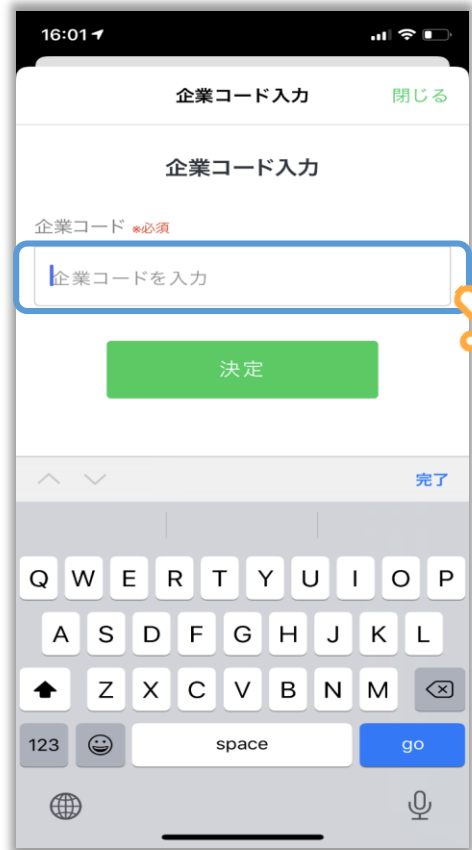 16:01
企業コード入力 閉じる
企業コード入力
企業コード ※必須
企業コードを入力
決定
完了
Q W E R T Y U I O P
A S D F G H J K L
Z X C V B N M
123 space go